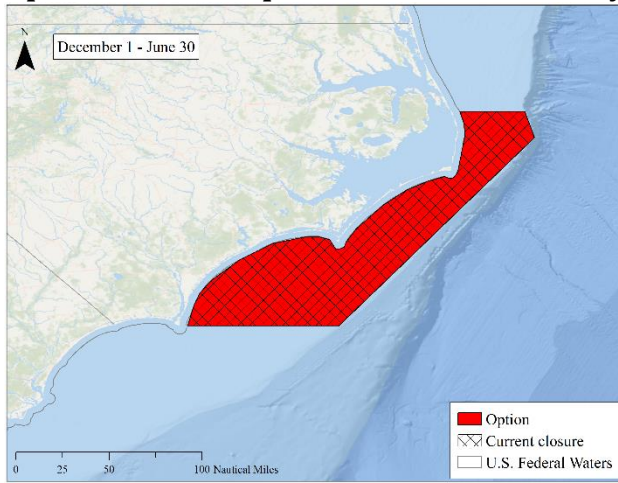 N
December 1 - June 30
Option
Current closure
U.S. Federal Waters
0 25 50 100 Nautical Miles